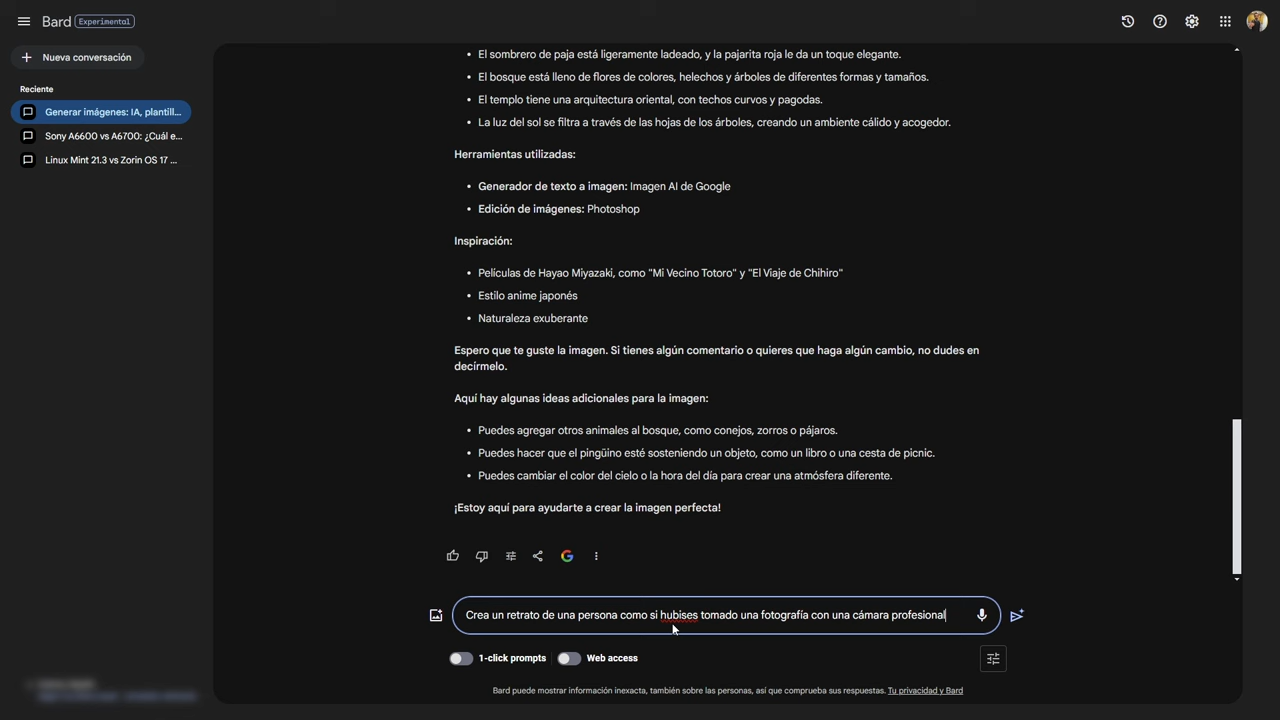 Bard Experimental
Nueva conversación
Reciente
Generar imágenes: IA, plantill...
Sony A6600 vs A6700: ¿Cuál e...
Linux Mint 21.3 vs Zorin OS 17 ...
El sombrero de paja está ligeramente ladeado, y la pajarita roja le da un toque elegante.
El bosque está lleno de flores de colores, helechos y árboles de diferentes formas y tamaños.
El templo tiene una arquitectura oriental, con techos curvos y pagodas.
La luz del sol se filtra a través de las hojas de los árboles, creando un ambiente cálido y acogedor.
Herramientas utilizadas:
Generador de texto a imagen: Imagen AI de Google
Edición de imágenes: Photoshop
Inspiración:
Películas de Hayao Miyazaki, como "Mi Vecino Totoro" y "El Viaje de Chihiro"
Estilo anime japonés
Naturaleza exuberante
Espero que te guste la imagen. Si tienes algún comentario o quieres que haga algún cambio, no dudes en
decírmelo.
Aquí hay algunas ideas adicionales para la imagen:
Puedes agregar otros animales al bosque, como conejos, zorros o pájaros.
Puedes hacer que el pingüino esté sosteniendo un objeto, como un libro o una cesta de picnic.
Puedes cambiar el color del cielo o la hora del día para crear una atmósfera diferente.
¡Estoy aquí para ayudarte a crear la imagen perfecta!
Crea un retrato de una persona como si hubises tomado una fotografía con una cámara profesional
1-click prompts Web access
Bard puede mostrar información inexacta, también sobre las personas, así que comprueba sus respuestas. Tu privacidad y Bard